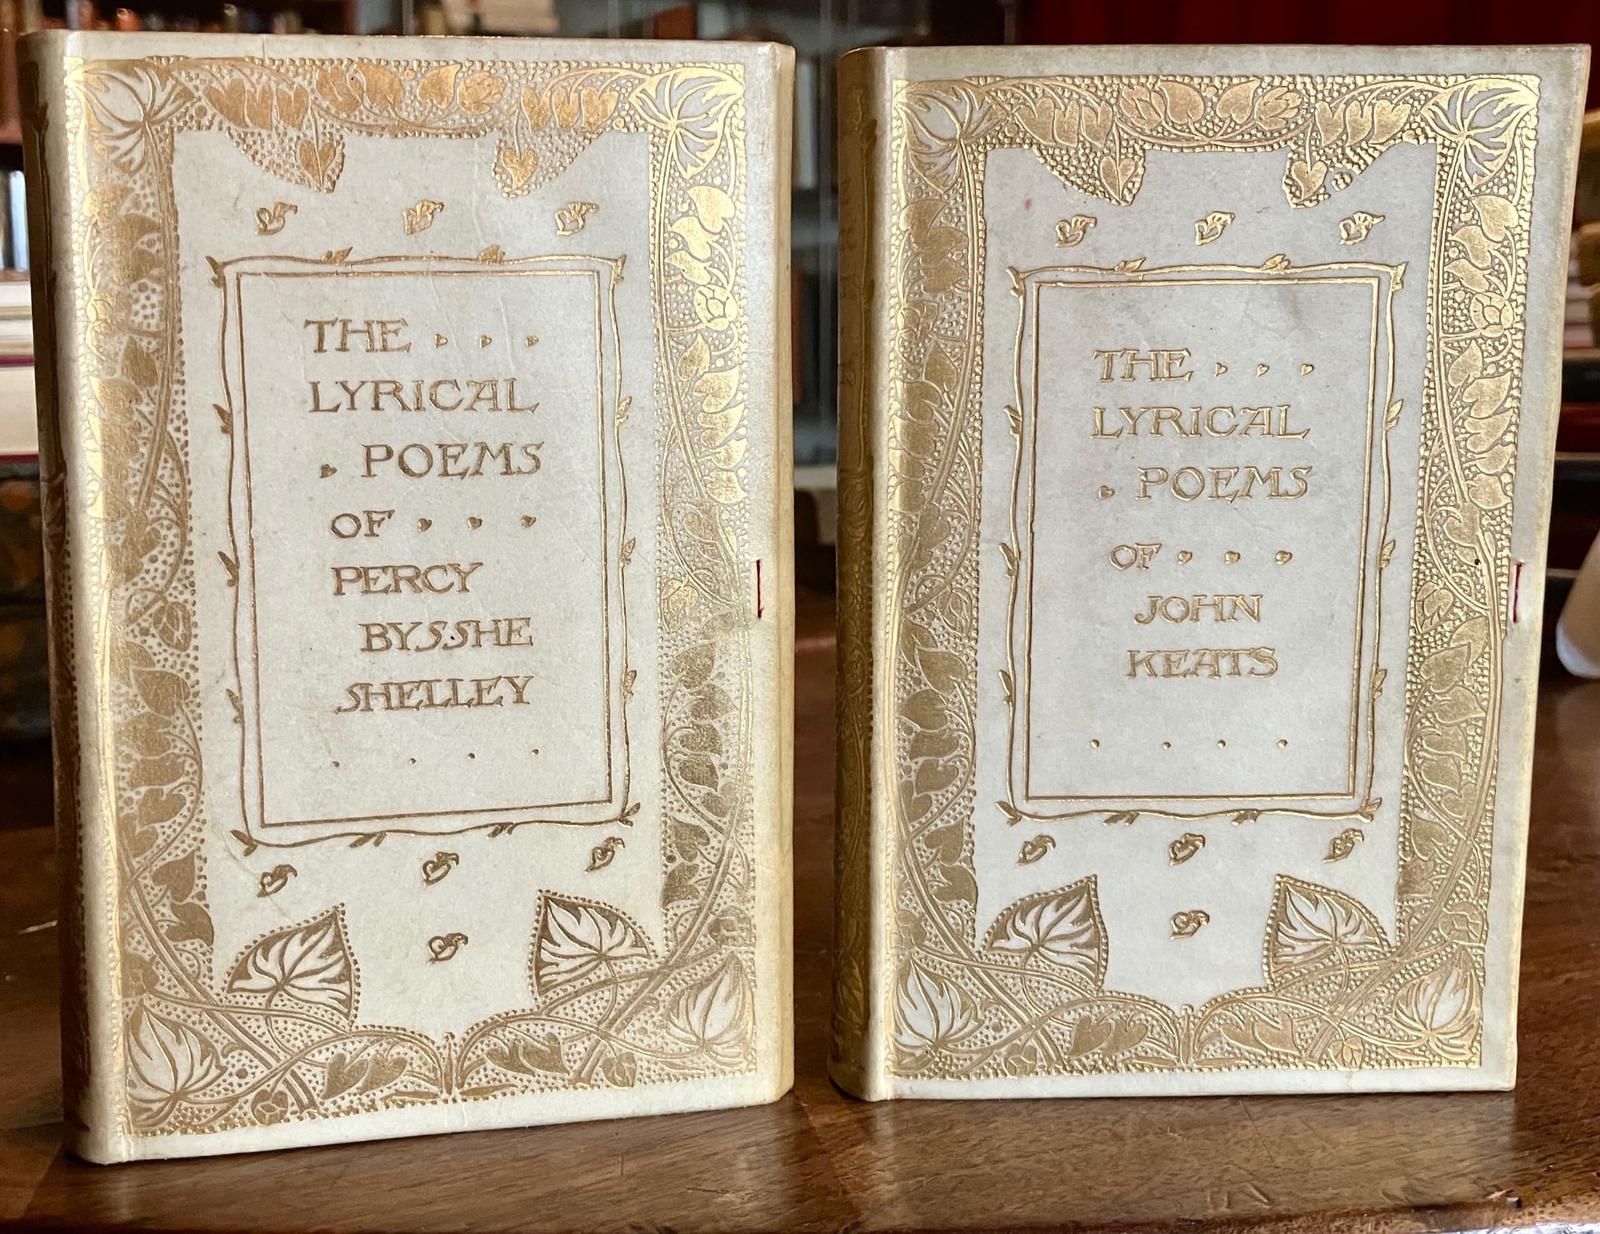 THE
LYRICAL
POEMS
OF
PERCY
BYSSHE
SHELLEY
THE
LYRICAL
POEMS
OF
JOHN
KEATS